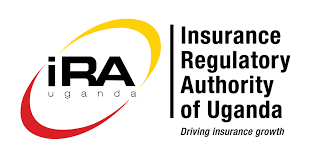 iRA
uganda
Insurance
Regulatory
Authority
of Uganda
Driving insurance growth